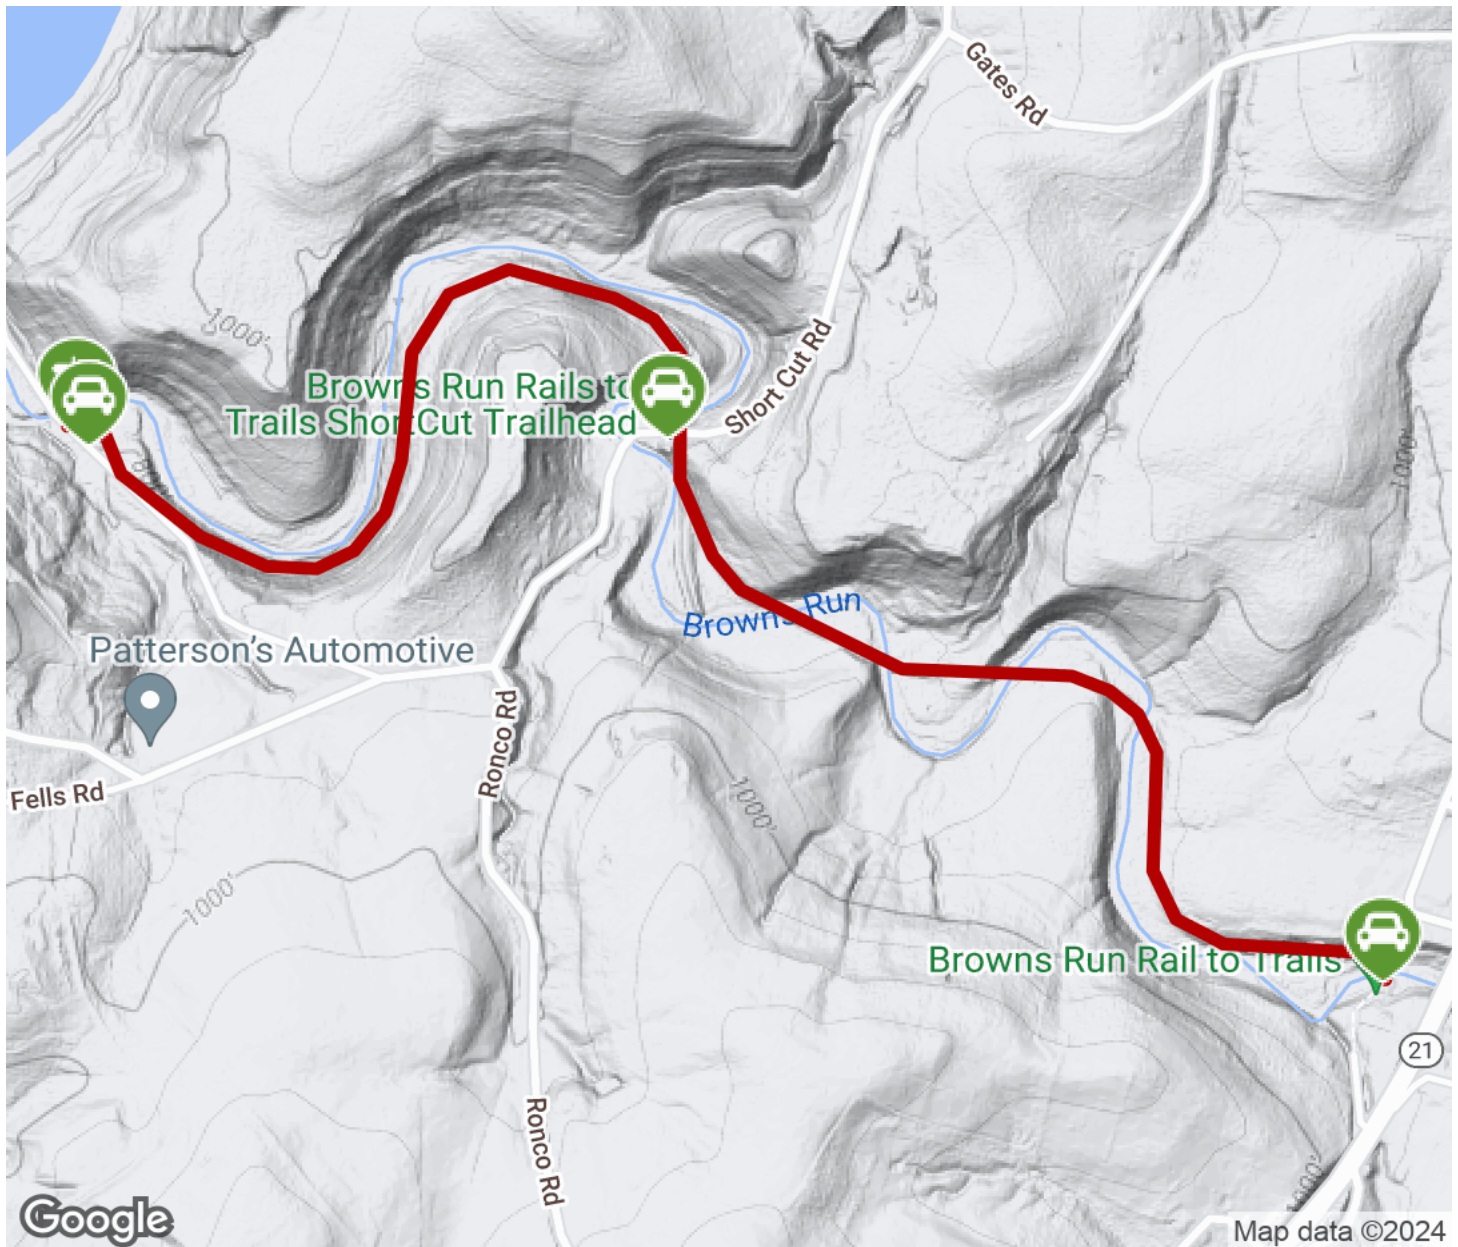 Gates Rd
1000'
Browns Run Rails to
Trails ShortCut Trailhead
Short Cut Rd
1000'
Browns Run
Patterson's Automotive
Ronco Rd
Fells Rd
1000'
1000'
Browns Run Rail to Trails
21
Ronco Rd
1000'
Google
Map data ©2024